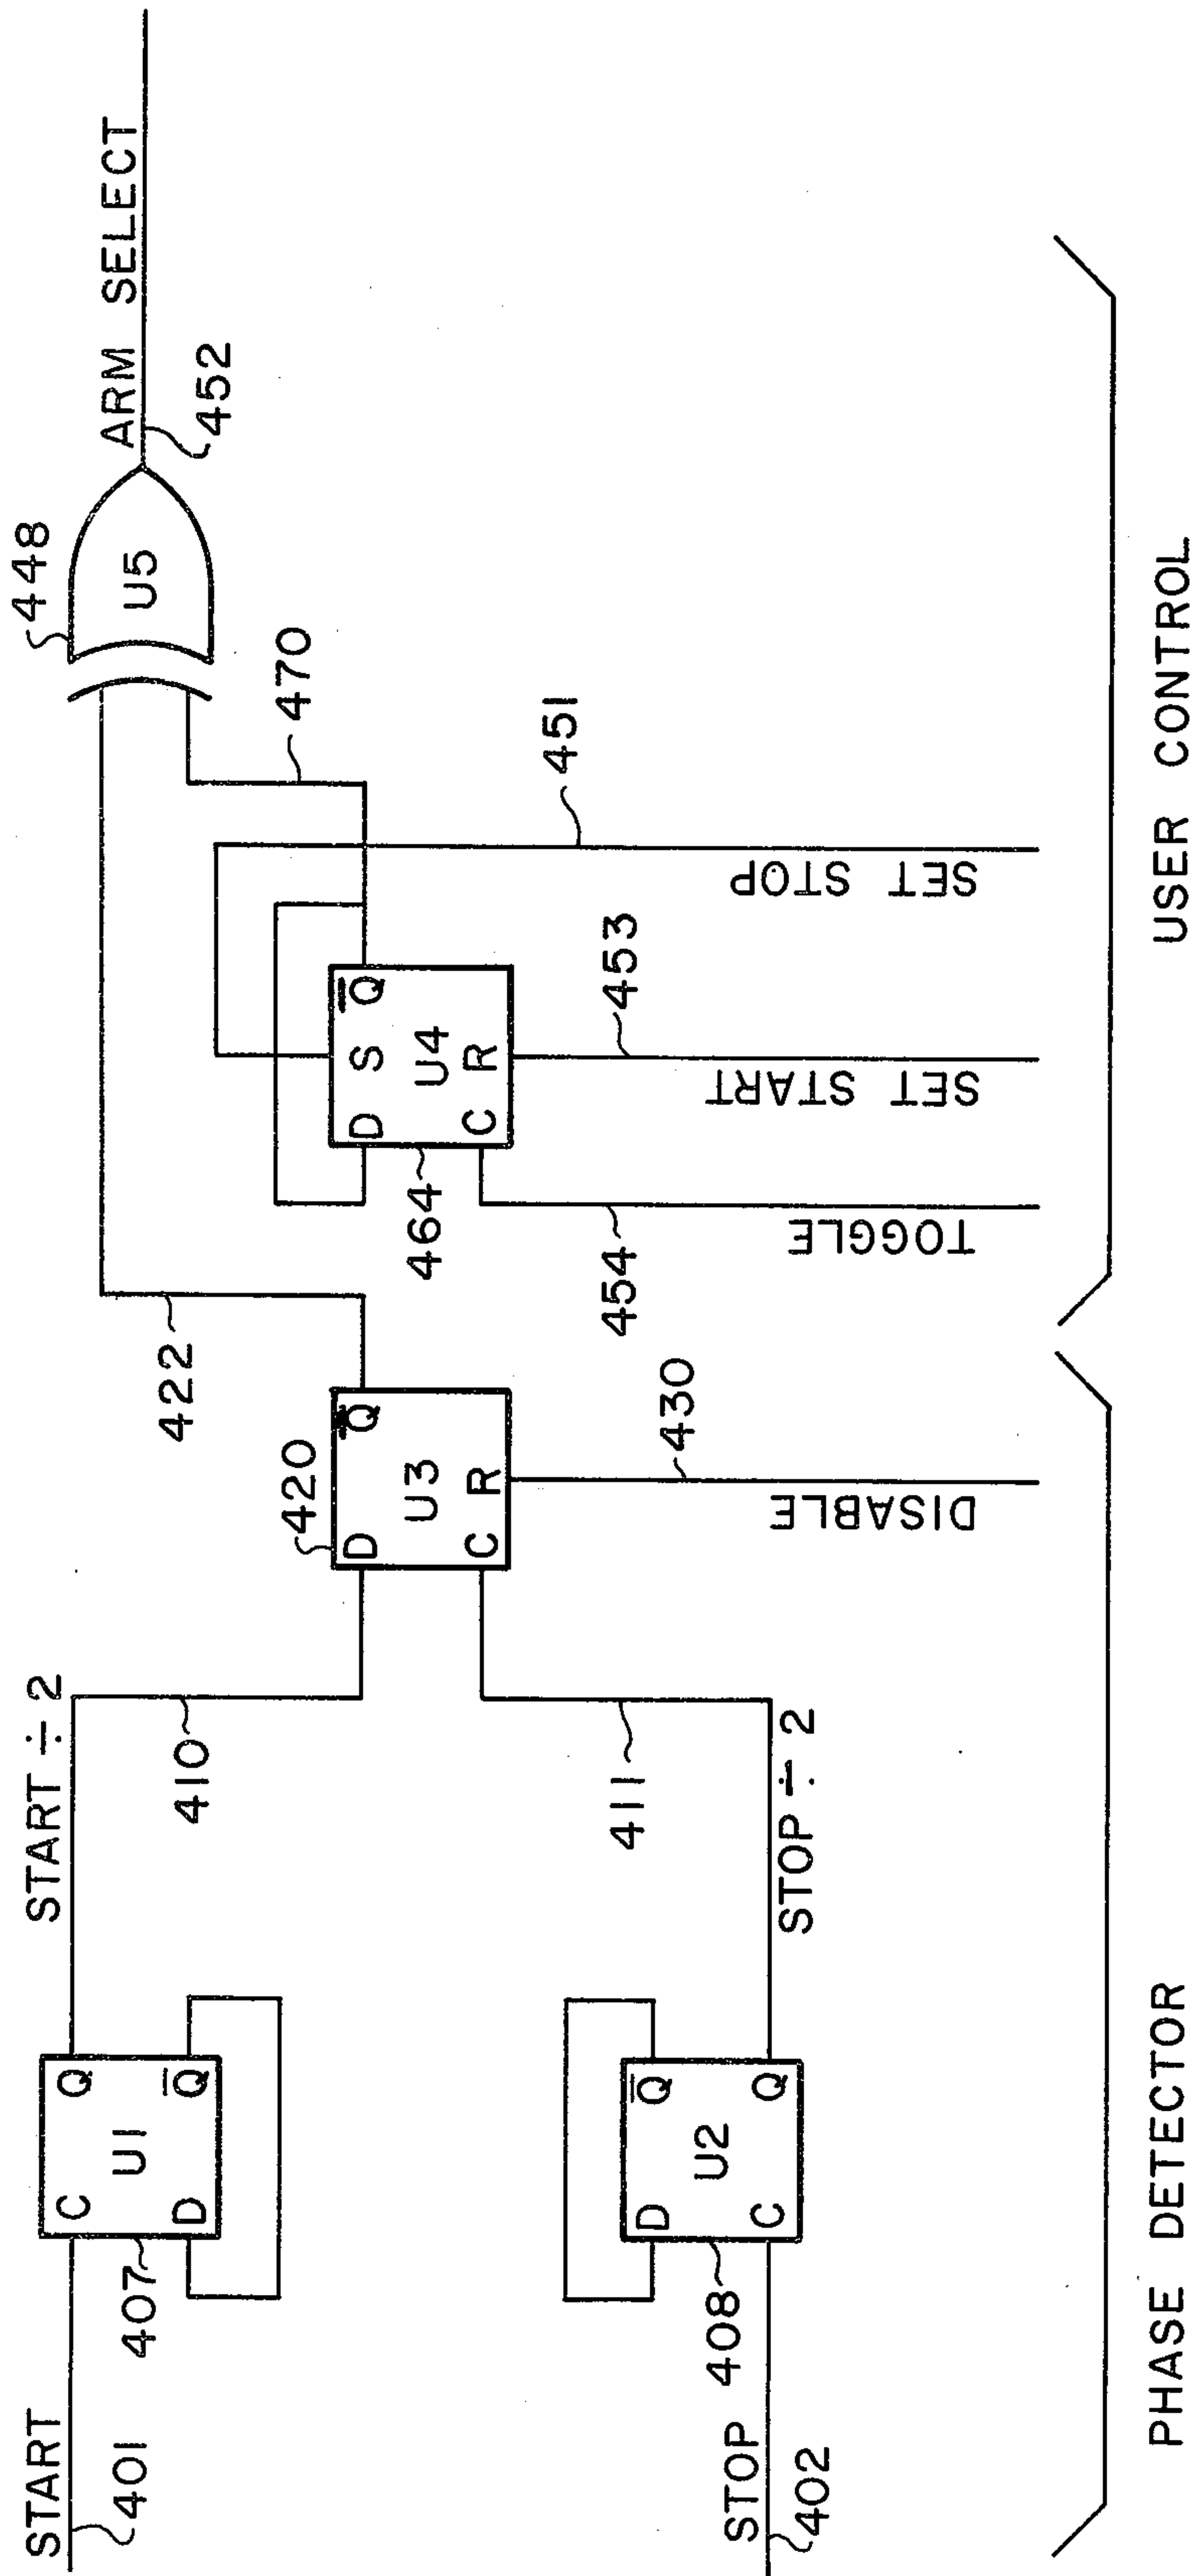 START
401
407
C
Q
U1
D
Q̅
START ÷ 2
410
STOP
402
408
D
Q̅
U2
C
Q
STOP ÷ 2
411
420
D
Q̅
U3
C
R
422
430
DISABLE
464
D
S
Q̅
U4
C
R
454
TOGGLE
453
SET START
451
SET STOP
470
448
U5
ARM SELECT
452
PHASE DETECTOR
USER CONTROL